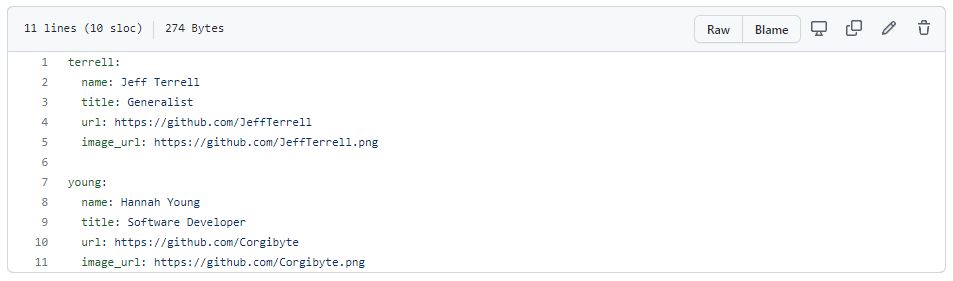 11 lines (10 sloc) 274 Bytes Raw Blame
1 terrell:
2 name: Jeff Terrell
3 title: Generalist
4 url: https://github.com/JeffTerrell
5 image_url: https://github.com/JeffTerrell.png
6
7 young:
8 name: Hannah Young
9 title: Software Developer
10 url: https://github.com/Corgibyte
11 image_url: https://github.com/Corgibyte.png